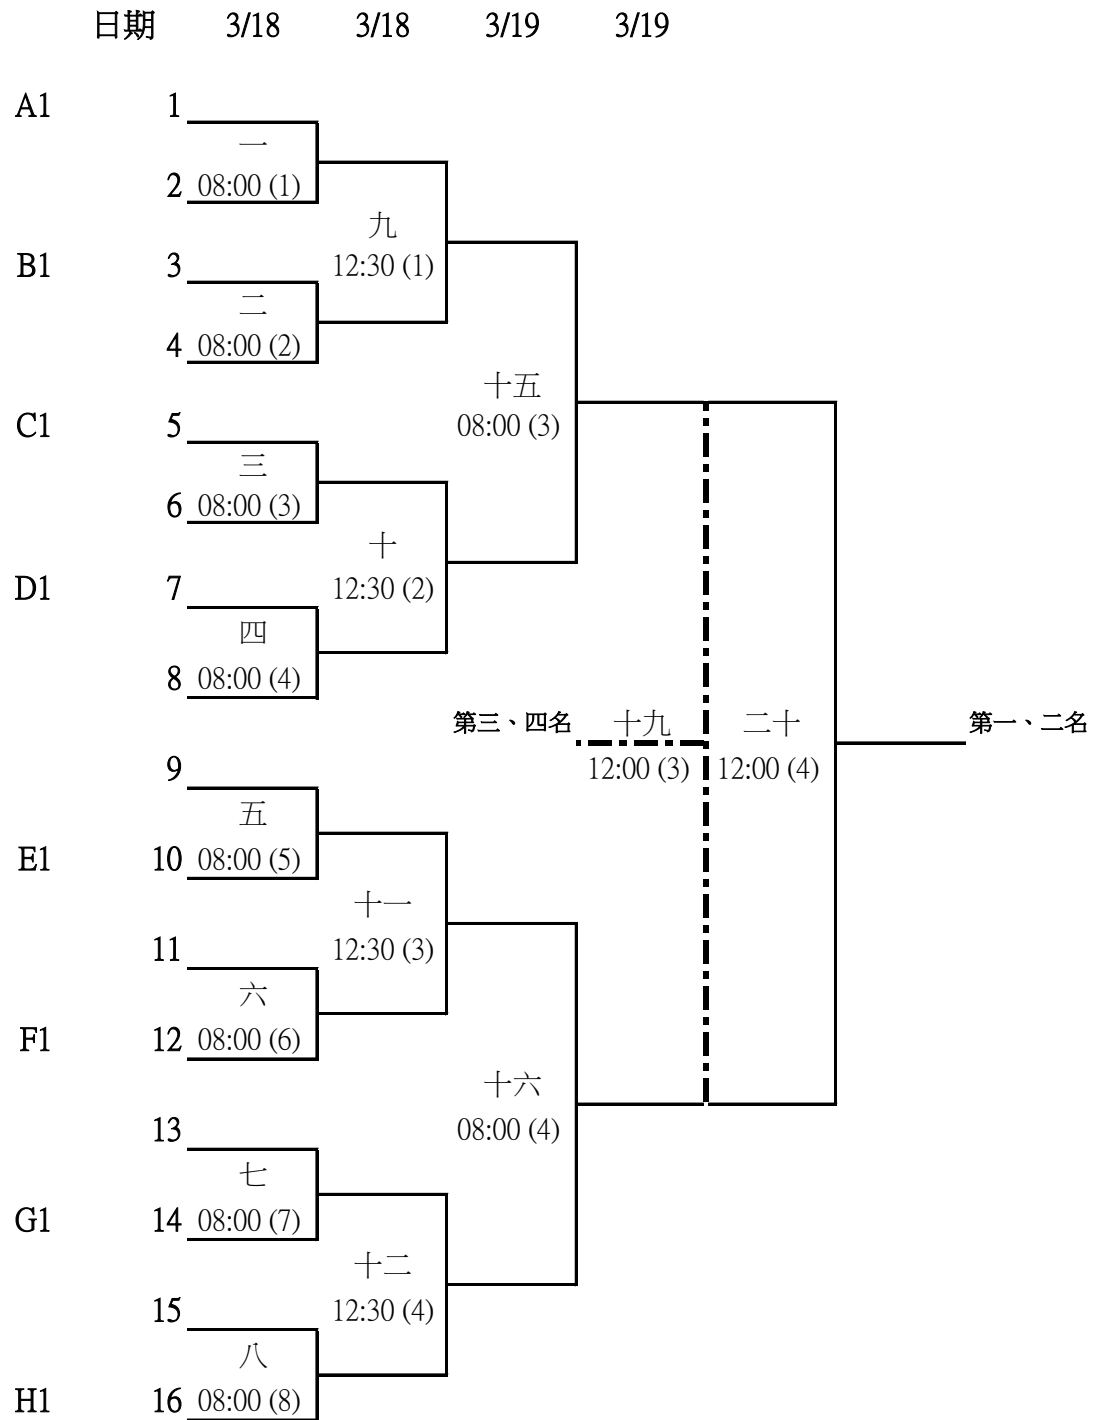 日期 3/18 3/18 3/19 3/19
A1 1
一
2 08:00 (1)
九
B1 3 12:30 (1)
二
4 08:00 (2)
十五
C1 5 08:00 (3)
三
6 08:00 (3)
十
D1 7 12:30 (2)
四
8 08:00 (4)
第三、四名 十九 二十 第一、二名
9 12:00 (3) 12:00 (4)
五
E1 10 08:00 (5)
十一
11 12:30 (3)
六
F1 12 08:00 (6)
十六
13 08:00 (4)
七
G1 14 08:00 (7)
十二
15 12:30 (4)
八
H1 16 08:00 (8)